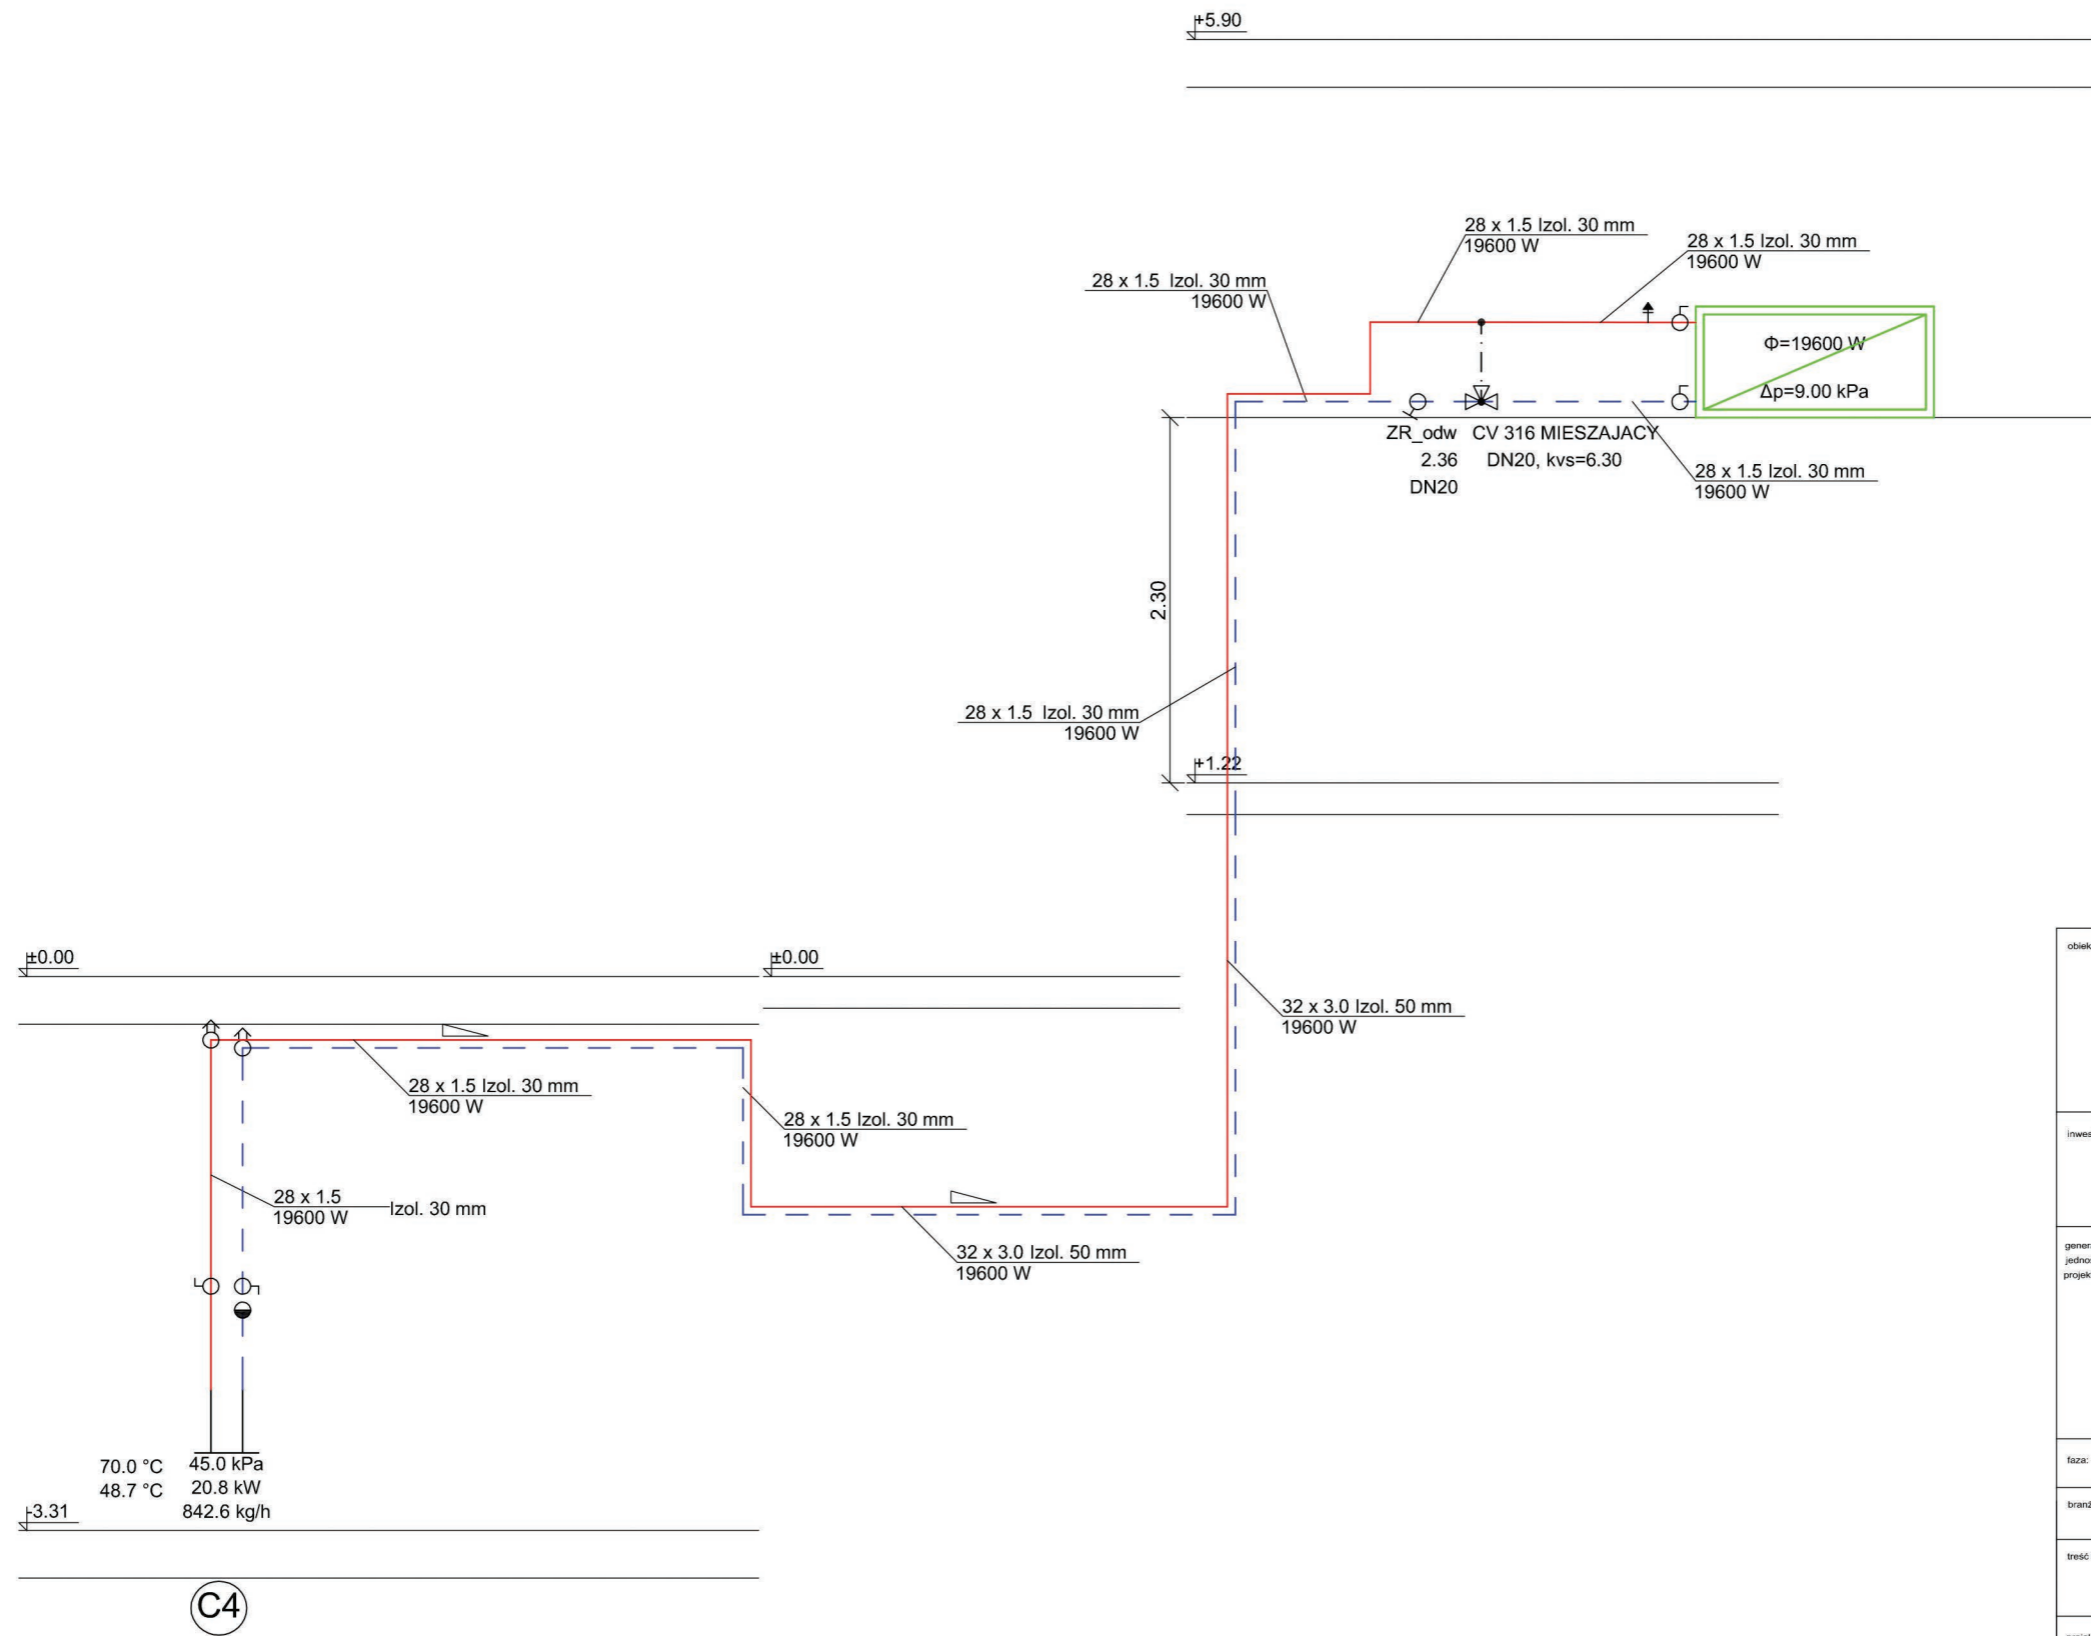 +5.90
28 x 1.5 Izol. 30 mm
19600 W
28 x 1.5 Izol. 30 mm
19600 W
28 x 1.5 Izol. 30 mm
19600 W
Φ=19600 W
Δp=9.00 kPa
ZR_odw
2.36
DN20
CV 316 MIESZAJACY
DN20, kvs=6.30
28 x 1.5 Izol. 30 mm
19600 W
2.30
28 x 1.5 Izol. 30 mm
19600 W
+1.22
±0.00
±0.00
32 x 3.0 Izol. 50 mm
19600 W
28 x 1.5 Izol. 30 mm
19600 W
28 x 1.5 Izol. 30 mm
19600 W
28 x 1.5
19600 W
Izol. 30 mm
32 x 3.0 Izol. 50 mm
19600 W
70.0 °C
48.7 °C
45.0 kPa
20.8 kW
842.6 kg/h
-3.31
C4
obiek
inwes
gener
jedno
projek
faza:
branż
treść